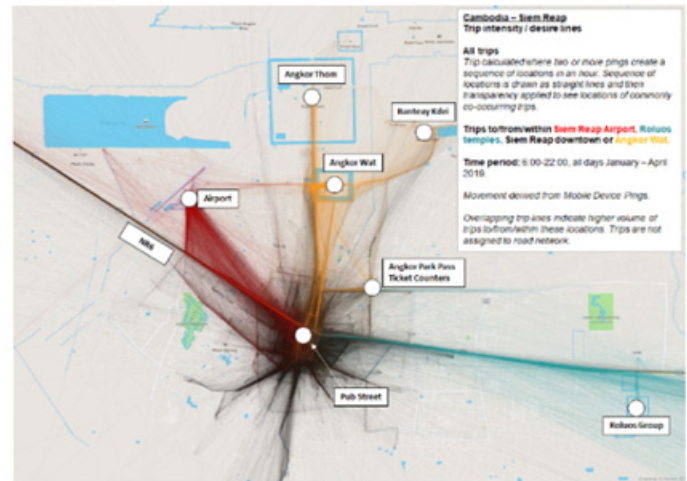 Cambodia – Siem Reap
Trip intensity / desire lines
All trips
Trip calculated where two or more pings create a
sequence of locations in an hour. Sequence of
locations is drawn as straight lines and then
transparency applied to see locations of commonly
co-occurring trips.
Trips to/from/within Siem Reap Airport, Roluos
temples, Siem Reap downtown or Angkor Wat.
Time period: 6:00-22:00, all days January – April
2019.
Movement derived from Mobile Device Pings.
Overlapping trip lines indicate higher volume of
trips to/from/within these locations. Trips are not
assigned to road network.
Angkor Thom
Banteay Kdei
Angkor Wat
Airport
NR6
Angkor Park Pass
Ticket Counters
Pub Street
Roluos Group